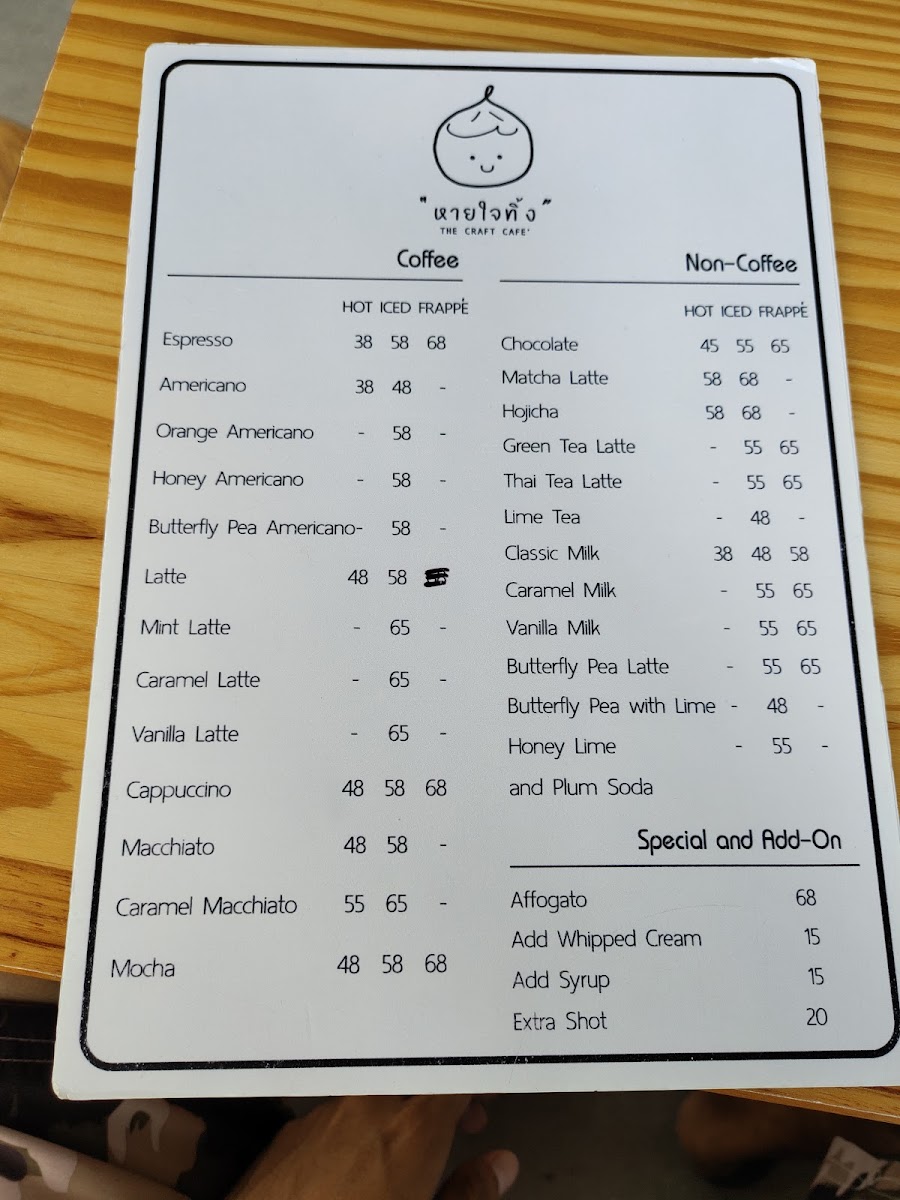 "หายใจทิ้ง"
THE CRAFT CAFE'
Coffee
HOT ICED FRAPPÉ
Espresso 38 58 68
Americano 38 48 -
Orange Americano - 58 -
Honey Americano - 58 -
Butterfly Pea Americano - 58 -
Latte 48 58
Mint Latte - 65 -
Caramel Latte - 65 -
Vanilla Latte - 65 -
Cappuccino 48 58 68
Macchiato 48 58 -
Caramel Macchiato 55 65 -
Mocha 48 58 68
Non-Coffee
HOT ICED FRAPPÉ
Chocolate 45 55 65
Matcha Latte 58 68 -
Hojicha 58 68 -
Green Tea Latte - 55 65
Thai Tea Latte - 55 65
Lime Tea - 48 -
Classic Milk 38 48 58
Caramel Milk - 55 65
Vanilla Milk - 55 65
Butterfly Pea Latte - 55 65
Butterfly Pea with Lime - 48 -
Honey Lime - 55 -
and Plum Soda
Special and Add-On
Affogato 68
Add Whipped Cream 15
Add Syrup 15
Extra Shot 20